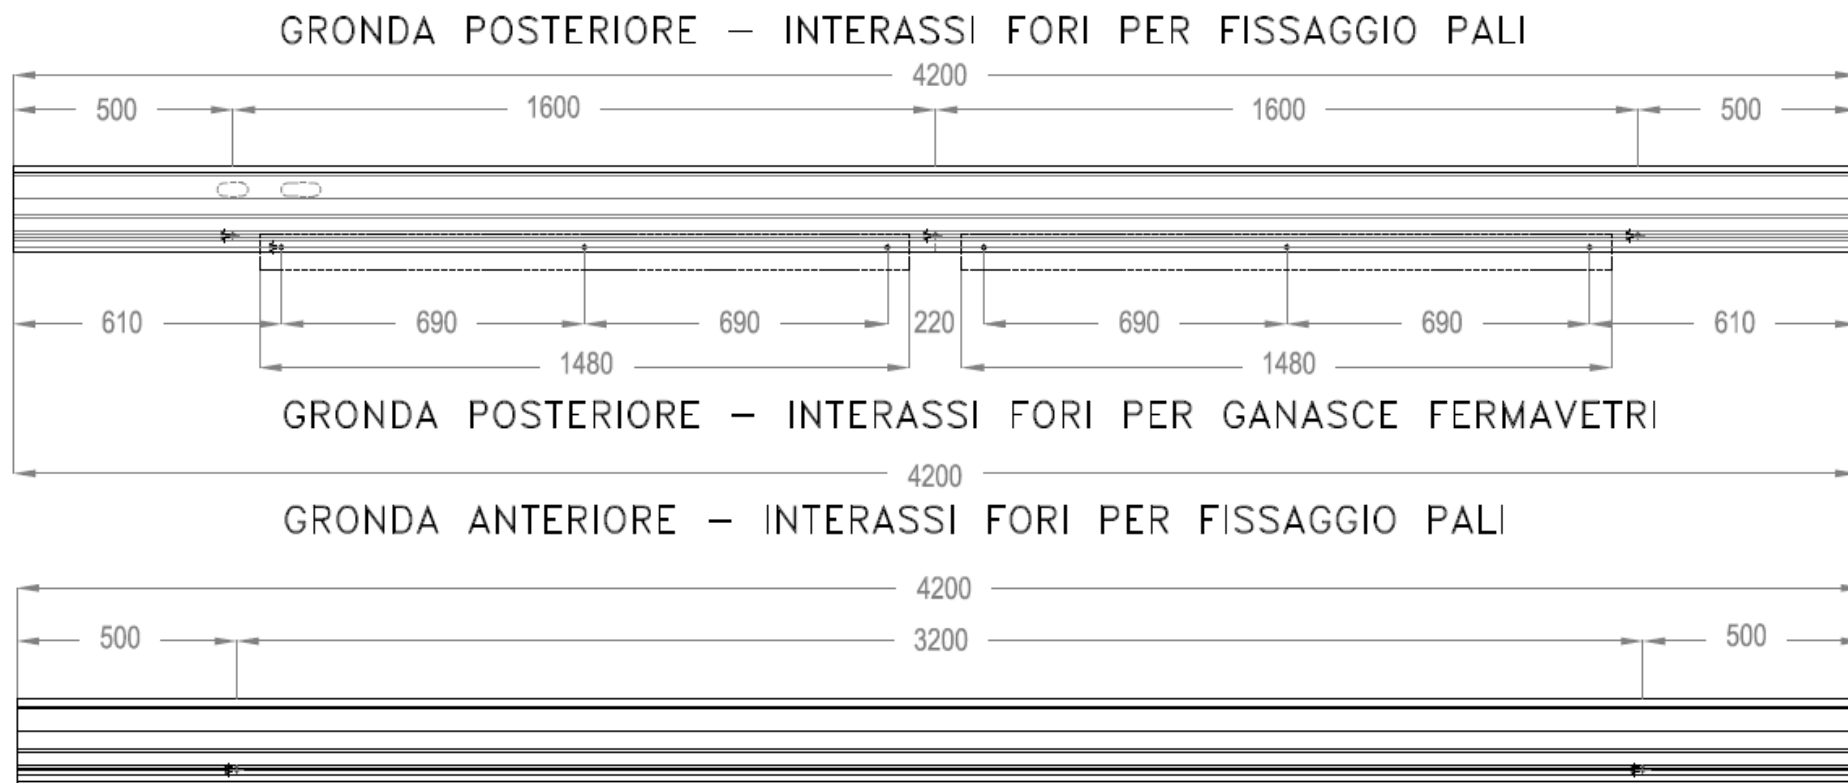 GRONDA POSTERIORE – INTERASSI FORI PER FISSAGGIO PALI
4200
500 1600 1600 500
610 690 690 220 690 690 610
1480 1480
GRONDA POSTERIORE – INTERASSI FORI PER GANASCE FERMAVETRI
4200
GRONDA ANTERIORE – INTERASSI FORI PER FISSAGGIO PALI
4200
500 3200 500